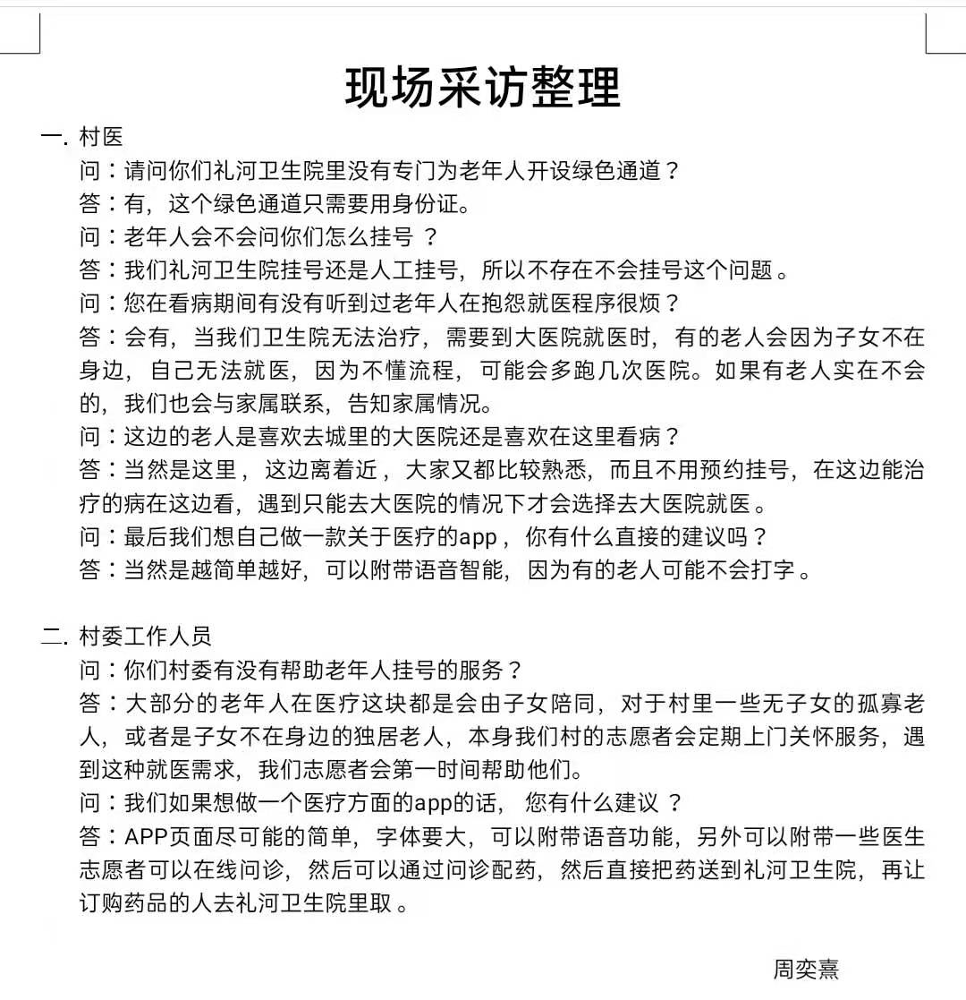 现场采访整理
一. 村医
问：请问你们礼河卫生院里没有专门为老年人开设绿色通道？
答：有，这个绿色通道只需要用身份证。
问：老年人会不会问你们怎么挂号 ？
答：我们礼河卫生院挂号还是人工挂号，所以不存在不会挂号这个问题 。
问：您在看病期间有没有听到过老年人在抱怨就医程序很烦？
答：会有，当我们卫生院无法治疗，需要到大医院就医时，有的老人会因为子女不在
身边，自己无法就医，因为不懂流程，可能会多跑几次医院。如果有老人实在不会
的，我们也会与家属联系，告知家属情况。
问：这边的老人是喜欢去城里的大医院还是喜欢在这里看病？
答：当然是这里 ，这边离着近 ，大家又都比较熟悉，而且不用预约挂号，在这边能治
疗的病在这边看，遇到只能去大医院的情况下才会选择去大医院就医 。
问：最后我们想自己做一款关于医疗的app ，你有什么直接的建议吗？
答：当然是越简单越好，可以附带语音智能，因为有的老人可能不会打字 。
二. 村委工作人员
问：你们村委有没有帮助老年人挂号的服务？
答：大部分的老年人在医疗这块都是会由子女陪同，对于村里一些无子女的孤寡老
人，或者是子女不在身边的独居老人，本身我们村的志愿者会定期上门关怀服务，遇
到这种就医需求，我们志愿者会第一时间帮助他们。
问：我们如果想做一个医疗方面的app的话， 您有什么建议 ？
答：APP页面尽可能的简单，字体要大，可以附带语音功能，另外可以附带一些医生
志愿者可以在线问诊，然后可以通过问诊配药，然后直接把药送到礼河卫生院，再让
订购药品的人去礼河卫生院里取 。
周奕熹